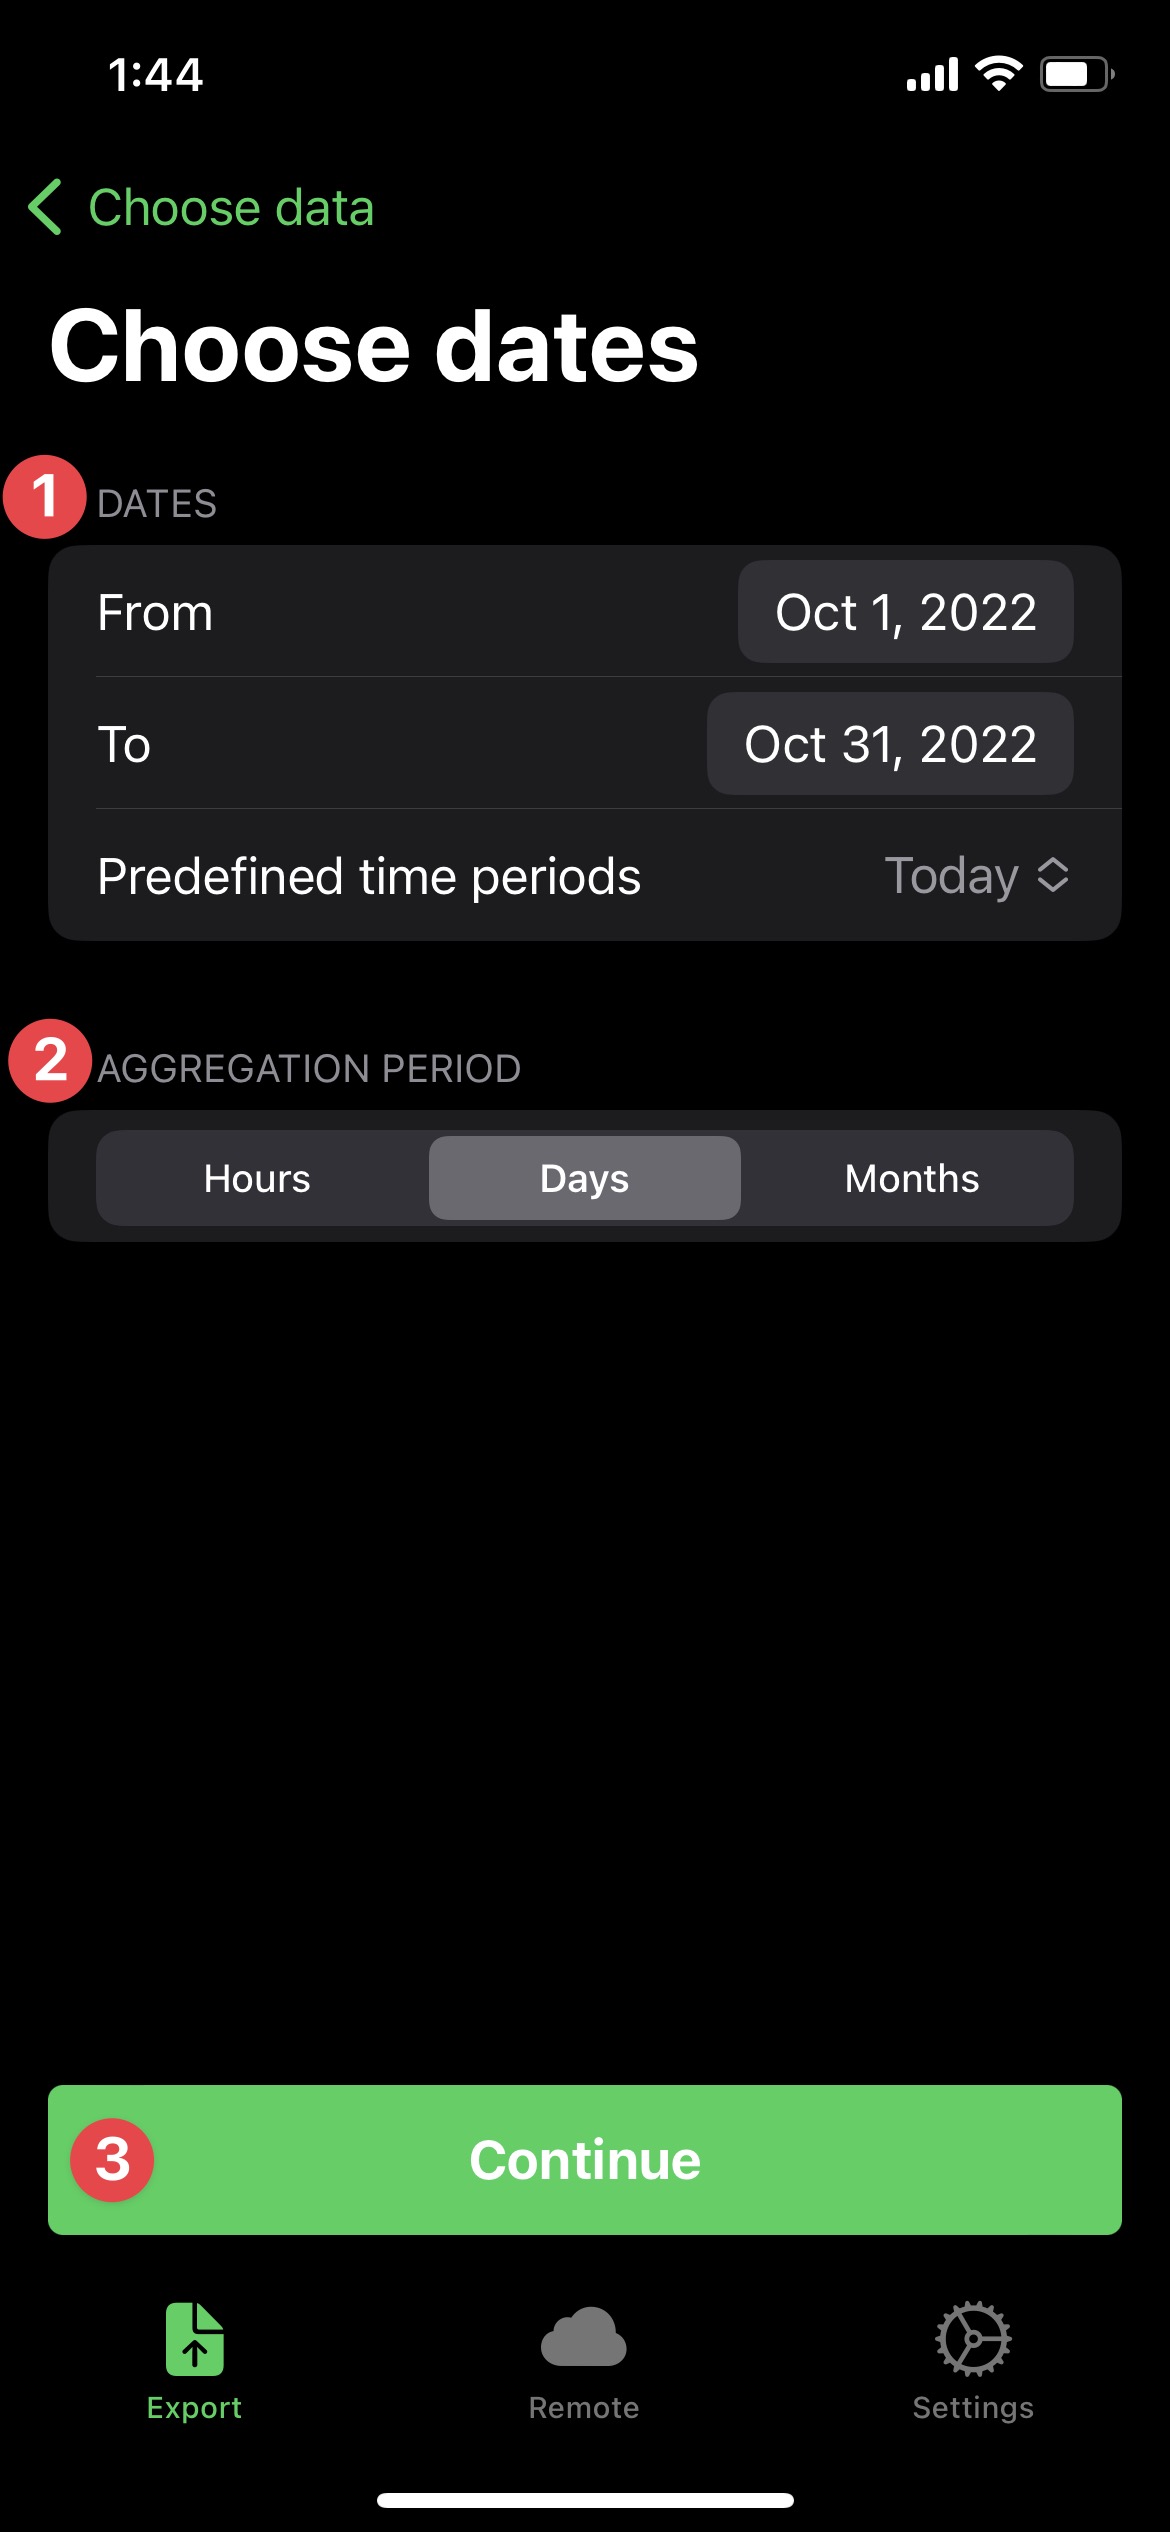 1:44
Choose data
Choose dates
1 DATES
From Oct 1, 2022
To Oct 31, 2022
Predefined time periods Today
2 AGGREGATION PERIOD
Hours Days Months
3 Continue
Export Remote Settings